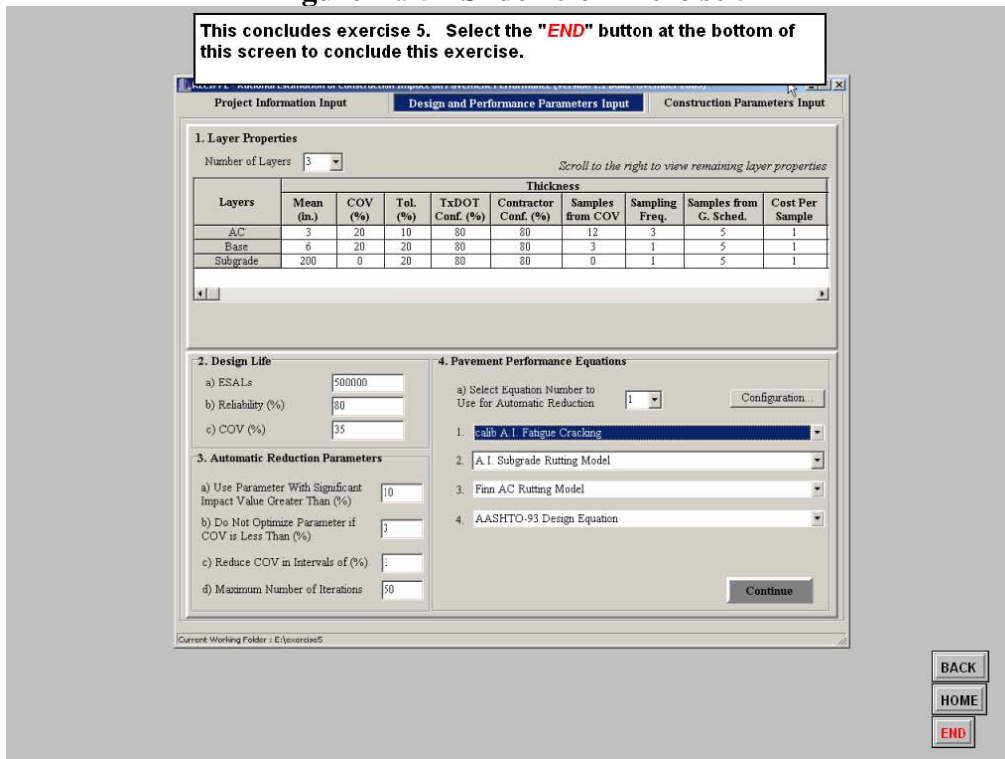 This concludes exercise 5. Select the "END" button at the bottom of
this screen to conclude this exercise.
Project Information Input Design and Performance Parameters Input Construction Parameters Input
1. Layer Properties
Number of Layers 3
Scroll to the right to view remaining layer properties
Thickness
Layers Mean (in.) COV (%) Tol. (%) TxDOT Conf. (%) Contractor Conf. (%) Samples from COV Sampling Freq. Samples from G. Sched. Cost Per Sample
AC 3 20 10 80 80 12 3 5 1
Base 6 20 20 80 80 3 1 5 1
Subgrade 200 0 20 80 80 0 1 5 1
2. Design Life
a) ESALs 500000
b) Reliability (%) 80
c) COV (%) 35
3. Automatic Reduction Parameters
a) Use Parameter With Significant
Impact Value Greater Than (%) 10
b) Do Not Optimize Parameter if
COV is Less Than (%) 3
c) Reduce COV in Intervals of (%) 1
d) Maximum Number of Iterations 50
4. Pavement Performance Equations
a) Select Equation Number to
Use for Automatic Reduction 1 Configuration...
1. calib A.I. Fatigue Cracking
2. A.I. Subgrade Rutting Model
3. Finn AC Rutting Model
4. AASHTO-93 Design Equation
Continue
Current Working Folder : E:\exercise5
BACK
HOME
END